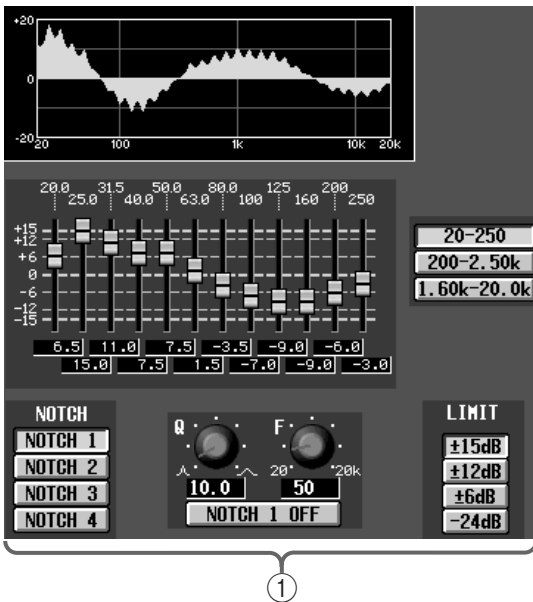 +20
0
-20
20 100 1k 10k 20k
20.0 31.5 50.0 80.0 125 200
25.0 40.0 63.0 100 160 250
+15
+12
+6
0
-6
-12
-15
6.5 11.0 7.5 -3.5 -9.0 -6.0
15.0 7.5 1.5 -7.0 -9.0 -3.0
20-250
200-2.50k
1.60k-20.0k
NOTCH
NOTCH 1
NOTCH 2
NOTCH 3
NOTCH 4
Q F
20 20k
10.0 50
NOTCH 1 OFF
LIMIT
±15dB
±12dB
±6dB
-24dB
①